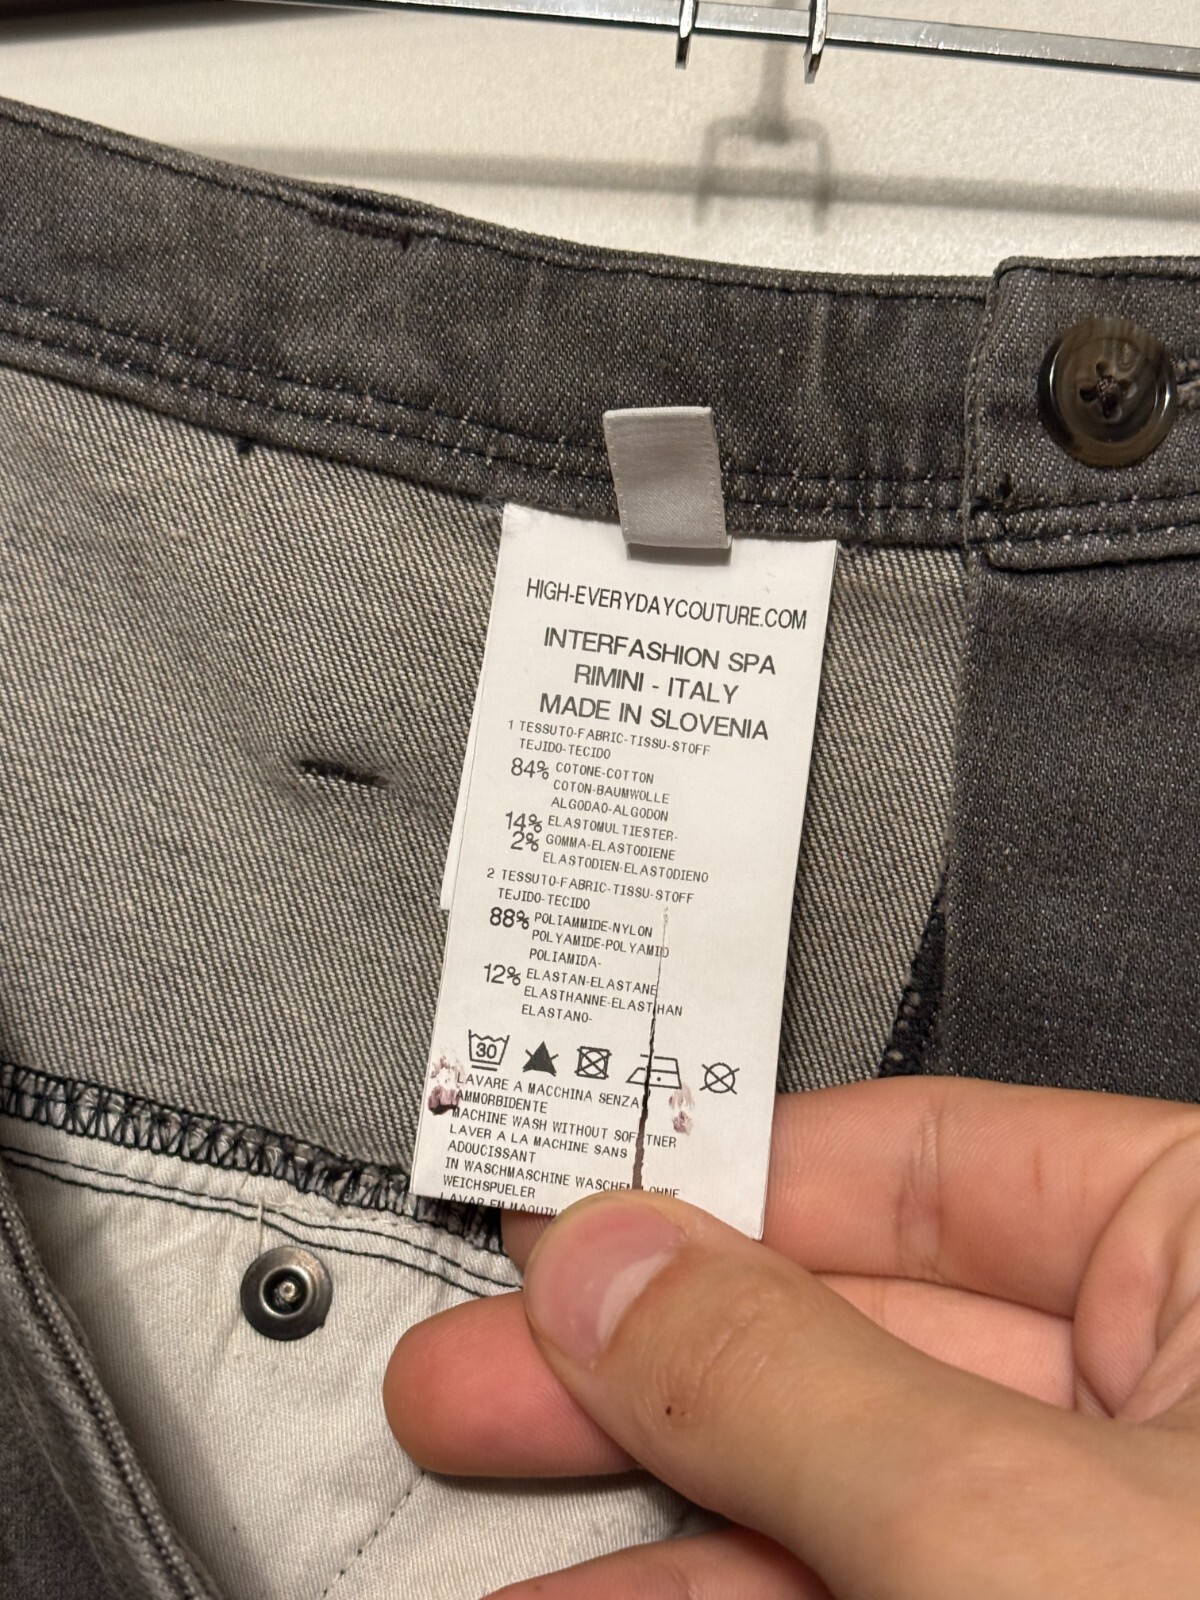 HIGH-EVERYDAYCOUTURE.COM
INTERFASHION SPA
RIMINI - ITALY
MADE IN SLOVENIA
1 TESSUTO-FABRIC-TISSU-STOFF
TEJIDO-TECIDO
84% COTONE-COTTON
COTON-BAUMWOLLE
ALGODAO-ALGODON
14% ELASTOMULTIESTER-
2% GOMMA-ELASTODIENE
ELASTODIEN-ELASTODIENO
2 TESSUTO-FABRIC-TISSU-STOFF
TEJIDO-TECIDO
88% POLIAMMIDE-NYLON
POLYAMIDE-POLYAMID
POLIAMIDA-
12% ELASTAN-ELASTANE
ELASTHANNE-ELASTHAN
ELASTANO-
30
LAVARE A MACCHINA SENZA
AMMORBIDENTE
MACHINE WASH WITHOUT SOFTNER
LAVER A LA MACHINE SANS
ADOUCISSANT
IN WASCHMASCHINE WASCHEN OHNE
WEICHSPUELER
LAVAR EN